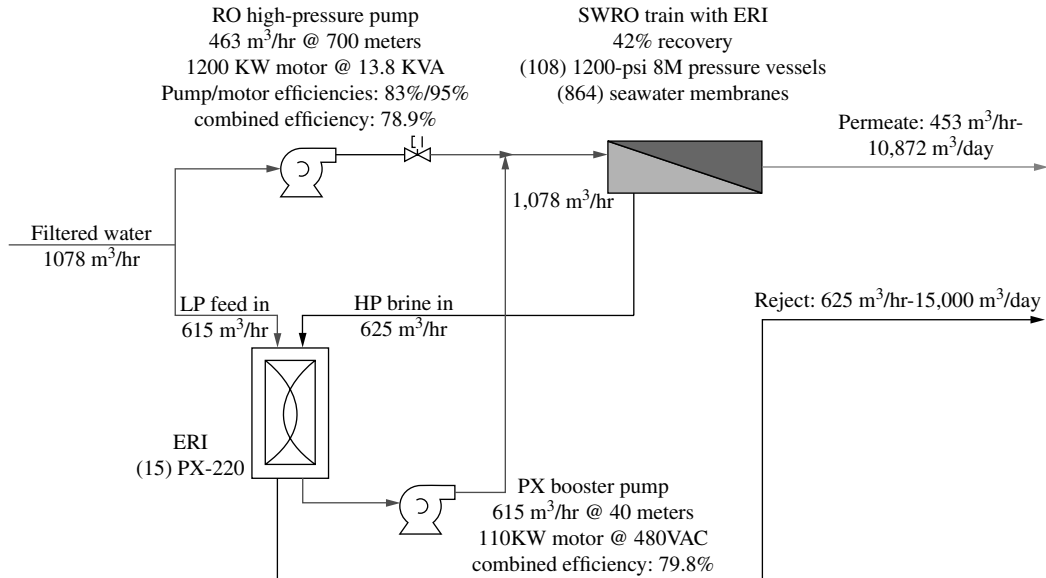 RO high-pressure pump
463 m³/hr @ 700 meters
1200 KW motor @ 13.8 KVA
Pump/motor efficiencies: 83%/95%
combined efficiency: 78.9%
SWRO train with ERI
42% recovery
(108) 1200-psi 8M pressure vessels
(864) seawater membranes
Permeate: 453 m³/hr-
10,872 m³/day
1,078 m³/hr
Filtered water
1078 m³/hr
LP feed in
615 m³/hr
HP brine in
625 m³/hr
Reject: 625 m³/hr-15,000 m³/day
ERI
(15) PX-220
PX booster pump
615 m³/hr @ 40 meters
110KW motor @ 480VAC
combined efficiency: 79.8%